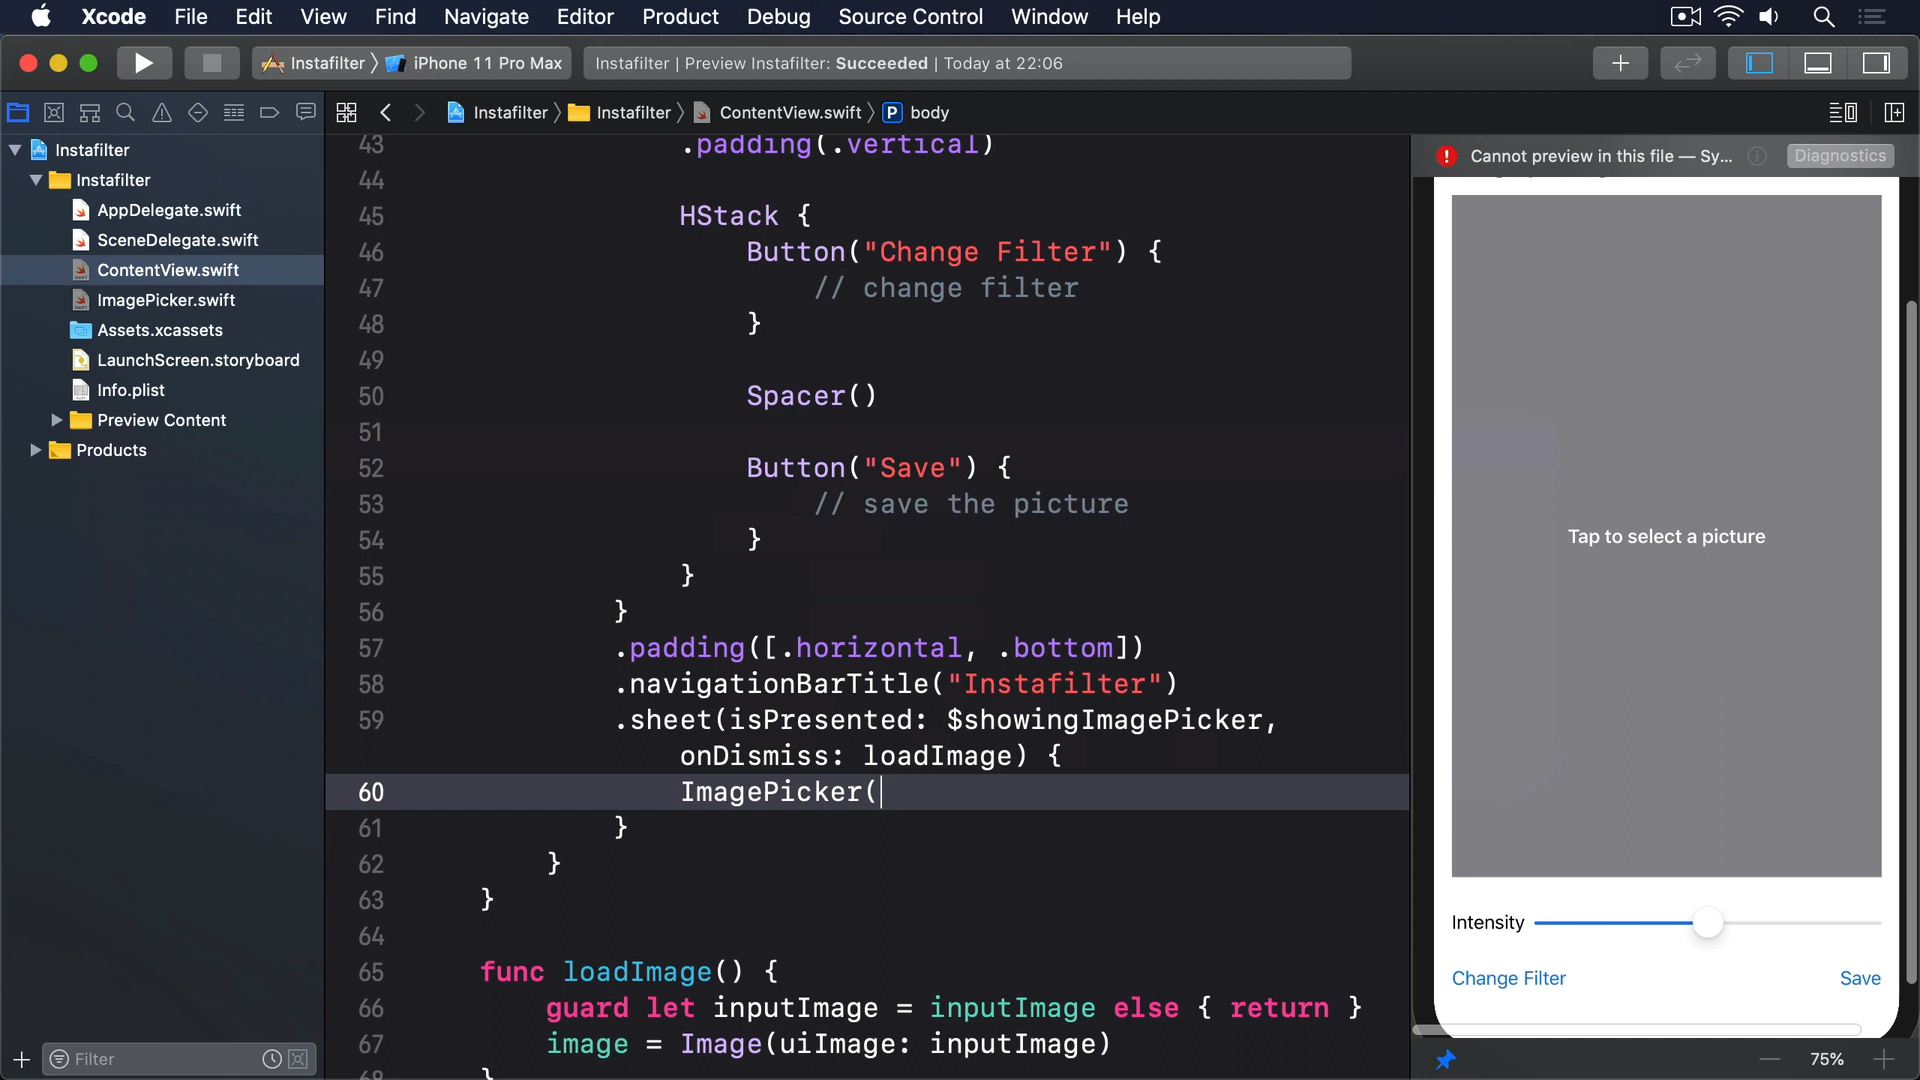 Xcode File Edit View Find Navigate Editor Product Debug Source Control Window Help
Instafilter iPhone 11 Pro Max Instafilter | Preview Instafilter: Succeeded | Today at 22:06
Instafilter Instafilter ContentView.swift P body
Instafilter
Instafilter
AppDelegate.swift
SceneDelegate.swift
ContentView.swift
ImagePicker.swift
Assets.xcassets
LaunchScreen.storyboard
Info.plist
Preview Content
Products
Filter
43 .padding(.vertical)
44
45 HStack {
46 Button("Change Filter") {
47 // change filter
48 }
49
50 Spacer()
51
52 Button("Save") {
53 // save the picture
54 }
55 }
56 }
57 .padding([.horizontal, .bottom])
58 .navigationBarTitle("Instafilter")
59 .sheet(isPresented: $showingImagePicker,
onDismiss: loadImage) {
60 ImagePicker(
61 }
62 }
63 }
64
65 func loadImage() {
66 guard let inputImage = inputImage else { return }
67 image = Image(uiImage: inputImage)
68 }
Cannot preview in this file — Sy... Diagnostics
Tap to select a picture
Intensity
Change Filter Save
75%